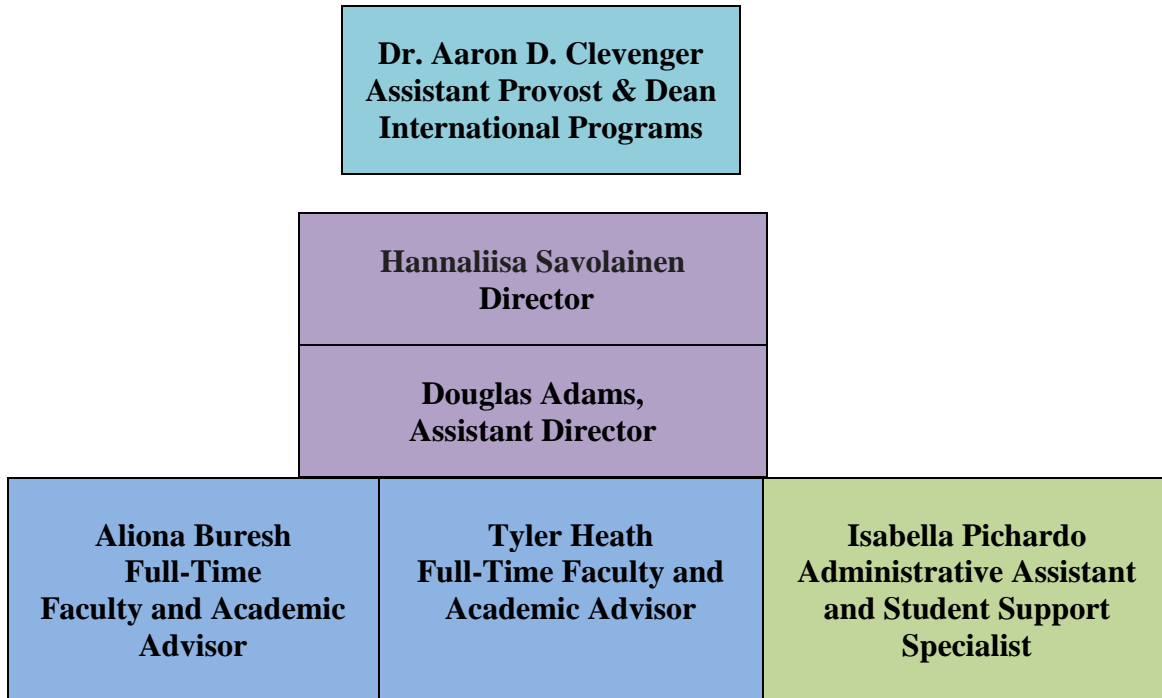 Dr. Aaron D. Clevenger
Assistant Provost & Dean
International Programs
Hannaliisa Savolainen
Director
Douglas Adams,
Assistant Director
Aliona Buresh
Full-Time
Faculty and Academic
Advisor
Tyler Heath
Full-Time Faculty and
Academic Advisor
Isabella Pichardo
Administrative Assistant
and Student Support
Specialist